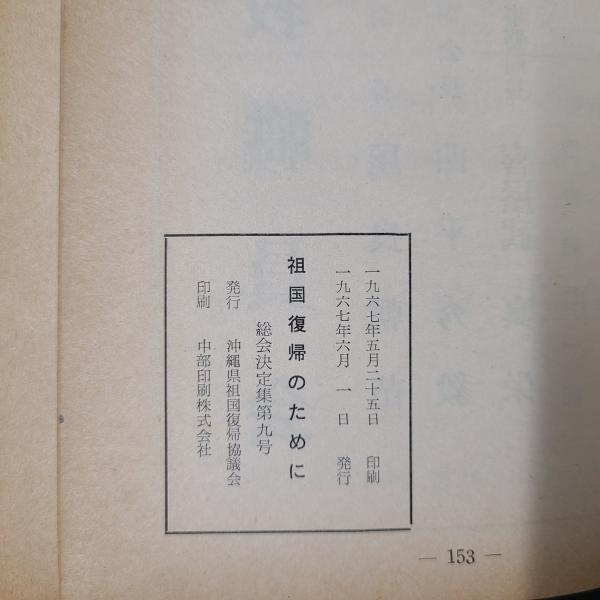 一九六七年五月二十五日 印刷
一九六七年六月 一 日 発行
祖国復帰のために
総会決定集第九号
発行 沖縄県祖国復帰協議会
印刷 中部印刷株式会社
— 153 —